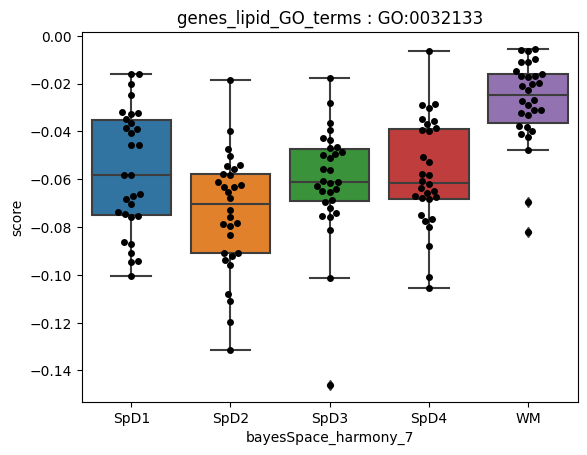 genes_lipid_GO_terms : GO:0032133
score
0.00
−0.02
−0.04
−0.06
−0.08
−0.10
−0.12
−0.14
SpD1 SpD2 SpD3 SpD4 WM
bayesSpace_harmony_7